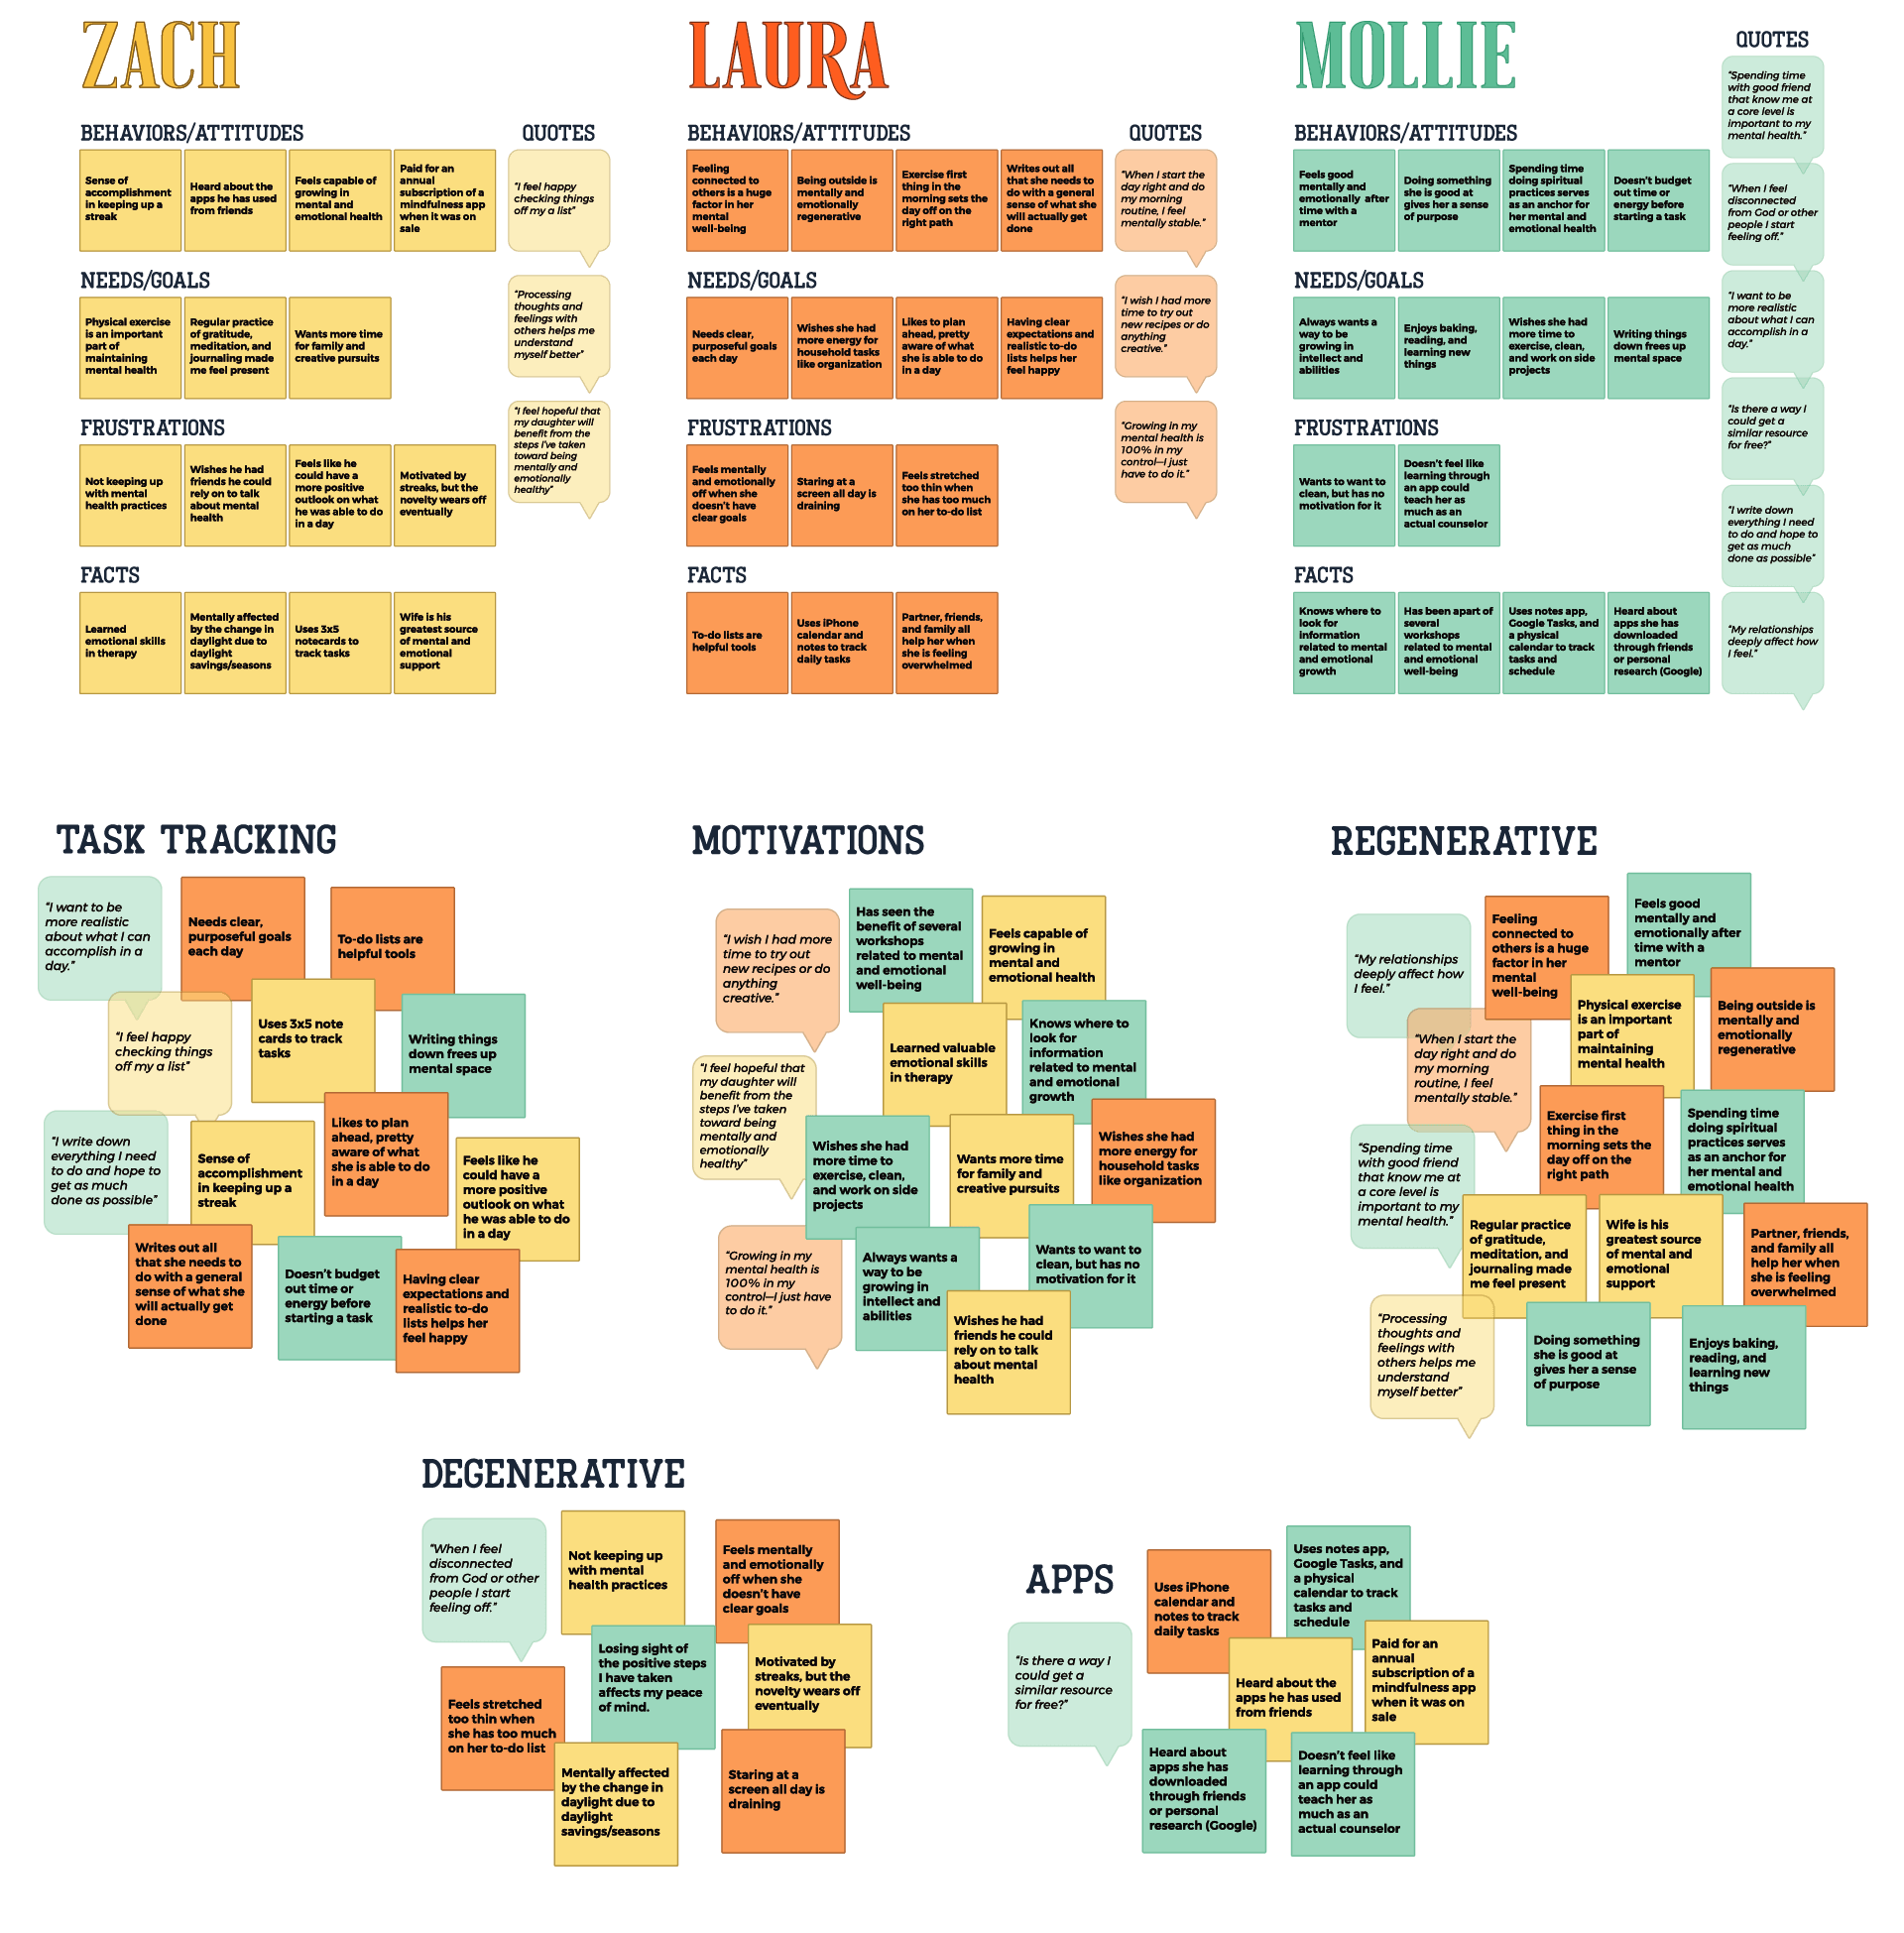 ZACH
BEHAVIORS/ATTITUDES
Sense of
accomplishment
in keeping up a
streak
Heard about the
apps he has used
from friends
Feels capable of
growing in
mental and
emotional health
Paid for an
annual
subscription of a
mindfulness app
when it was on
sale
NEEDS/GOALS
Physical exercise
is an important
part of
maintaining
mental health
Regular practice
of gratitude,
meditation, and
journaling made
me feel present
Wants more time
for family and
creative pursuits
FRUSTRATIONS
Not keeping up
with mental
health practices
Wishes he had
friends he could
rely on to talk
about mental
health
Feels like he
could have a
more positive
outlook on what
he was able to do
in a day
Motivated by
streaks, but the
novelty wears off
eventually
FACTS
Learned
emotional skills
in therapy
Mentally affected
by the change in
daylight due to
daylight
savings/seasons
Uses 3x5
notecards to
track tasks
Wife is his
greatest source
of mental and
emotional
support
QUOTES
"I feel happy
checking things
off my a list"
"Processing
thoughts and
feelings with
others helps me
understand
myself better"
"I feel hopeful that
my daughter will
benefit from the
steps I've taken
toward being
mentally and
emotionally
healthy"
LAURA
BEHAVIORS/ATTITUDES
Feeling
connected to
others is a huge
factor in her
mental
well-being
Being outside is
mentally and
emotionally
regenerative
Exercise first
thing in the
morning sets the
day off on the
right path
Writes out all
that she needs to
do with a general
sense of what she
will actually get
done
NEEDS/GOALS
Needs clear,
purposeful goals
each day
Wishes she had
more energy for
household tasks
like organization
Likes to plan
ahead, pretty
aware of what
she is able to do
in a day
Having clear
expectations and
realistic to-do
lists helps her
feel happy
FRUSTRATIONS
Feels mentally
and emotionally
off when she
doesn't have
clear goals
Staring at a
screen all day is
draining
Feels stretched
too thin when
she has too much
on her to-do list
FACTS
To-do lists are
helpful tools
Uses iPhone
calendar and
notes to track
daily tasks
Partner, friends,
and family all
help her when
she is feeling
overwhelmed
QUOTES
"When I start the
day right and do
my morning
routine, I feel
mentally stable."
"I wish I had more
time to try out
new recipes or do
anything
creative."
"Growing in my
mental health is
100% in my
control—I just
have to do it."
MOLLIE
BEHAVIORS/ATTITUDES
Feels good
mentally and
emotionally after
time with a
mentor
Doing something
she is good at
gives her a sense
of purpose
Spending time
doing spiritual
practices serves
as an anchor for
her mental and
emotional health
Doesn't budget
out time or
energy before
starting a task
NEEDS/GOALS
Always wants a
way to be
growing in
intellect and
abilities
Enjoys baking,
reading, and
learning new
things
Wishes she had
more time to
exercise, clean,
and work on side
projects
Writing things
down frees up
mental space
FRUSTRATIONS
Wants to want to
clean, but has no
motivation for it
Doesn't feel like
learning through
an app could
teach her as
much as an
actual counselor
FACTS
Knows where to
look for
information
related to mental
and emotional
growth
Has been apart of
several
workshops
related to mental
and emotional
well-being
Uses notes app,
Google Tasks, and
a physical
calendar to track
tasks and
schedule
Heard about
apps she has
downloaded
through friends
or personal
research (Google)
QUOTES
"Spending time
with good friend
that know me at
a core level is
important to my
mental health."
"When I feel
disconnected
from God or other
people I start
feeling off."
"I want to be
more realistic
about what I can
accomplish in a
day."
"Is there a way I
could get a
similar resource
for free?"
"I write down
everything I need
to do and hope to
get as much
done as possible"
"My relationships
deeply affect how
I feel."
TASK TRACKING
"I want to be
more realistic
about what I can
accomplish in a
day."
Needs clear,
purposeful goals
each day
To-do lists are
helpful tools
"I feel happy
checking things
off my a list"
Uses 3x5 note
cards to track
tasks
Writing things
down frees up
mental space
"I write down
everything I need
to do and hope to
get as much
done as possible"
Sense of
accomplishment
in keeping up a
streak
Likes to plan
ahead, pretty
aware of what
she is able to do
in a day
Feels like he
could have a
more positive
outlook on what
he was able to do
in a day
Writes out all
that she needs to
do with a general
sense of what she
will actually get
done
Doesn't budget
out time or
energy before
starting a task
Having clear
expectations and
realistic to-do
lists helps her
feel happy
MOTIVATIONS
"I wish I had more
time to try out
new recipes or do
anything
creative."
Has seen the
benefit of several
workshops
related to mental
and emotional
well-being
Feels capable of
growing in
mental and
emotional health
Learned valuable
emotional skills
in therapy
Knows where to
look for
information
related to mental
and emotional
growth
"I feel hopeful that
my daughter will
benefit from the
steps I've taken
toward being
mentally and
emotionally
healthy"
Wishes she had
more time to
exercise, clean,
and work on side
projects
Wants more time
for family and
creative pursuits
Wishes she had
more energy for
household tasks
like organization
"Growing in my
mental health is
100% in my
control—I just have
to do it."
Always wants a
way to be
growing in
intellect and
abilities
Wants to want to
clean, but has no
motivation for it
Wishes he had
friends he could
rely on to talk
about mental
health
REGENERATIVE
"My relationships
deeply affect how
I feel."
Feeling
connected to
others is a huge
factor in her
mental
well-being
Feels good
mentally and
emotionally after
time with a
mentor
Physical exercise
is an important
part of
maintaining
mental health
Being outside is
mentally and
emotionally
regenerative
"When I start the
day right and do
my morning
routine, I feel
mentally stable."
Exercise first
thing in the
morning sets the
day off on the
right path
Spending time
doing spiritual
practices serves
as an anchor for
her mental and
emotional health
"Spending time
with good friend
that know me at
a core level is
important to my
mental health."
Regular practice
of gratitude,
meditation, and
journaling made
me feel present
Wife is his
greatest source
of mental and
emotional
support
Partner, friends,
and family all
help her when
she is feeling
overwhelmed
"Processing
thoughts and
feelings with
others helps me
understand
myself better"
Doing something
she is good at
gives her a sense
of purpose
Enjoys baking,
reading, and
learning new
things
DEGENERATIVE
"When I feel
disconnected
from God or other
people I start
feeling off."
Not keeping up
with mental
health practices
Feels mentally
and emotionally
off when she
doesn't have
clear goals
Losing sight of
the positive steps
I have taken
affects my peace
of mind.
Motivated by
streaks, but the
novelty wears off
eventually
Feels stretched
too thin when
she has too much
on her to-do list
Mentally affected
by the change in
daylight due to
daylight
savings/seasons
Staring at a
screen all day is
draining
APPS
"Is there a way I
could get a
similar resource
for free?"
Uses iPhone
calendar and
notes to track
daily tasks
Uses notes app,
Google Tasks, and
a physical
calendar to track
tasks and
schedule
Heard about the
apps he has used
from friends
Paid for an
annual
subscription of a
mindfulness app
when it was on
sale
Heard about
apps she has
downloaded
through friends
or personal
research (Google)
Doesn't feel like
learning through
an app could
teach her as
much as an
actual counselor